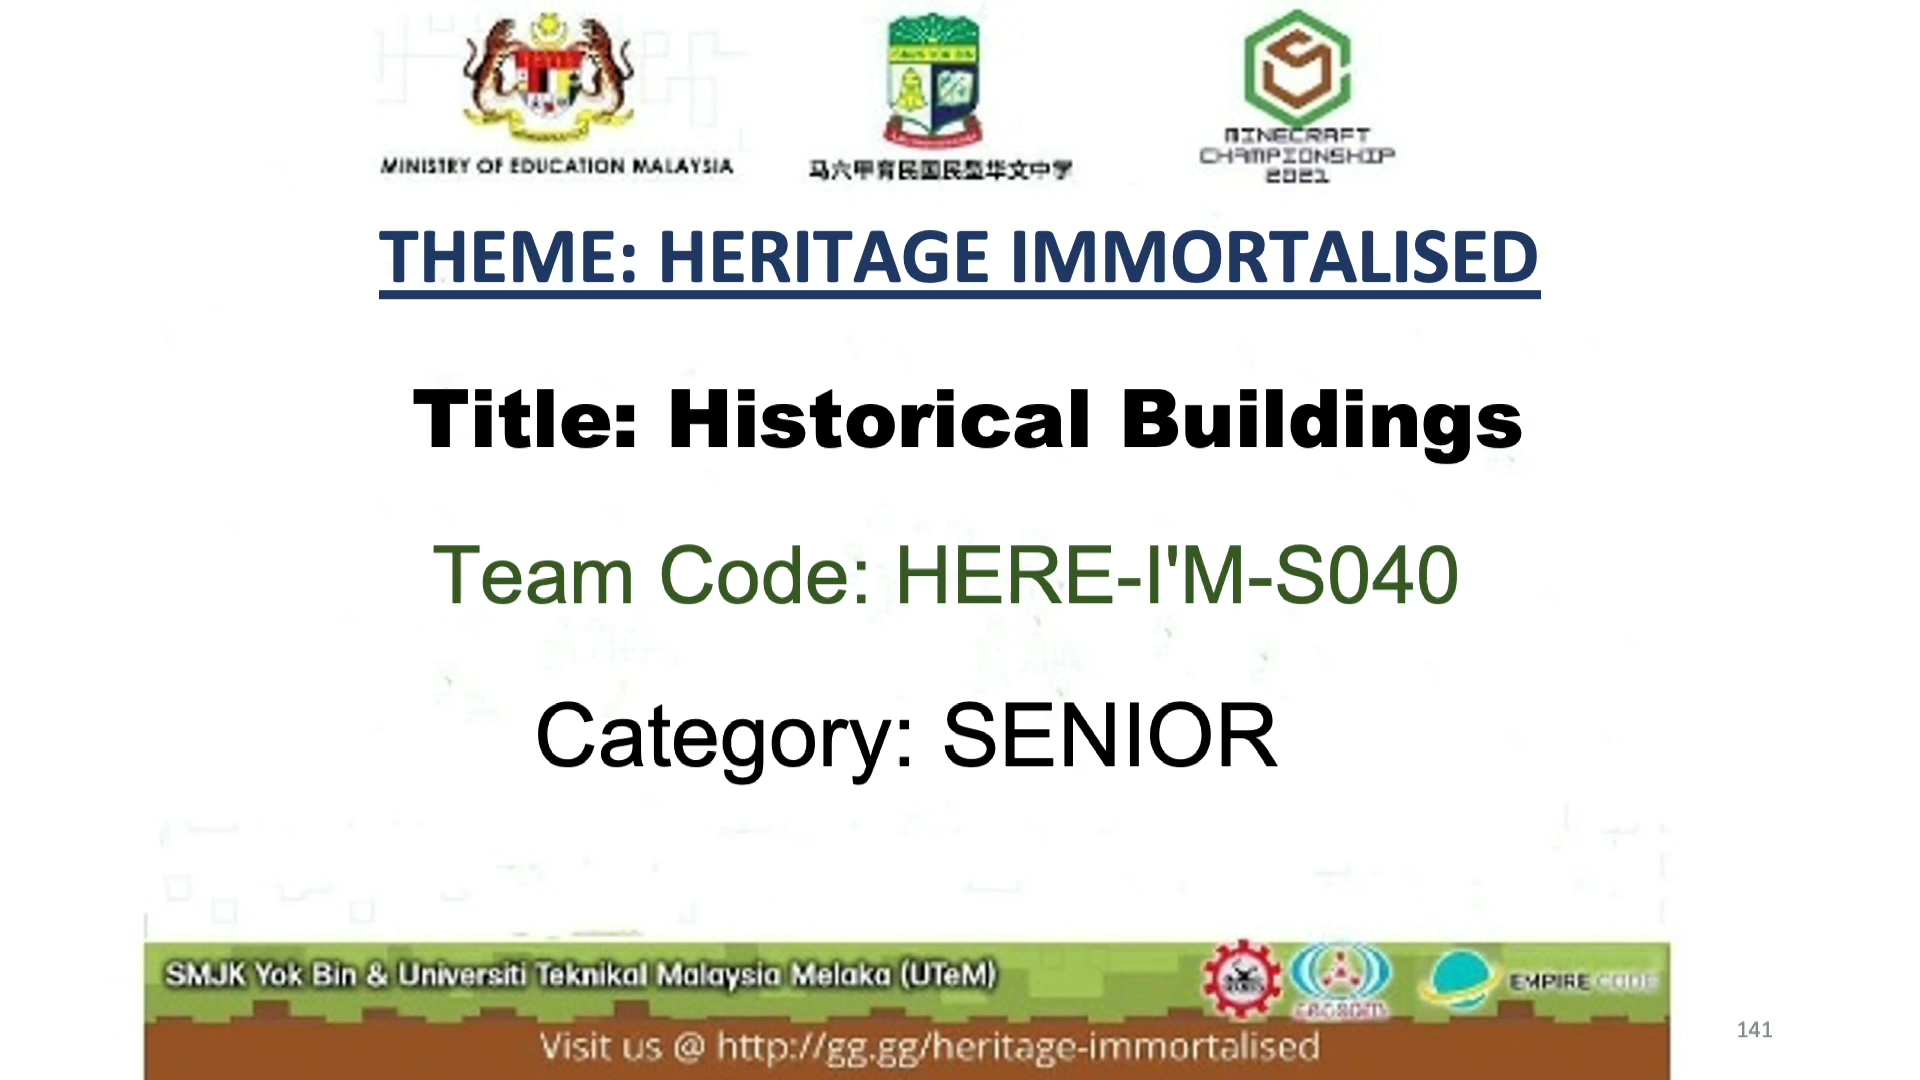 MINISTRY OF EDUCATION MALAYSIA
马六甲育民国民型华文中学
MINECRAFT
CHAMPIONSHIP
2021
THEME: HERITAGE IMMORTALISED
Title: Historical Buildings
Team Code: HERE-I'M-S040
Category: SENIOR
SMJK Yok Bin & Universiti Teknikal Malaysia Melaka (UTeM)
EMPIRE CODE
Visit us @ http://gg.gg/heritage-immortalised
141